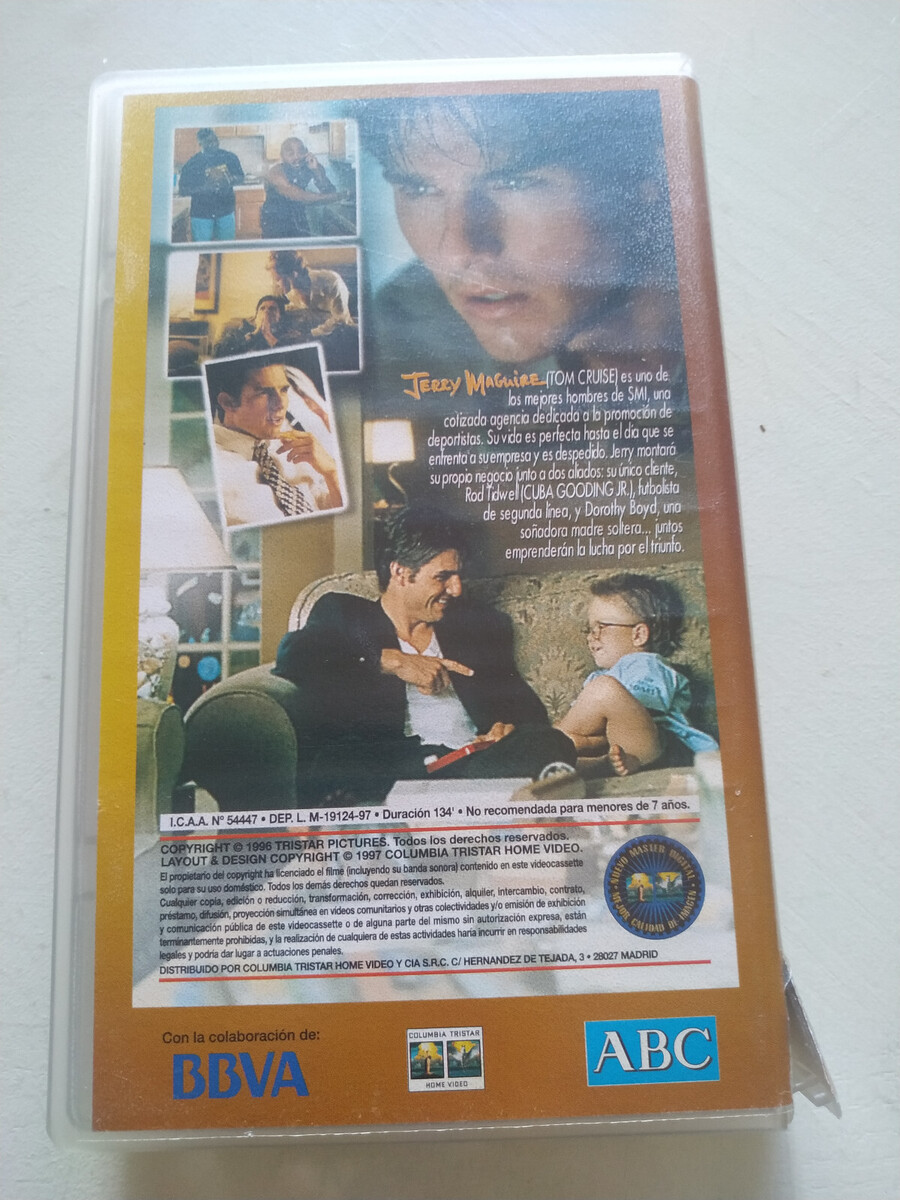 JERRY MAGUIRE (TOM CRUISE) es uno de
los mejores hombres de SMI, una
cotizada agencia dedicada a la promoción de
deportistas. Su vida es perfecta hasta el día que se
enfrenta a su empresa y es despedido. Jerry montará
su propio negocio junto a dos aliados: su único cliente,
Rod Tidwell (CUBA GOODING JR.), futbolista
de segunda línea, y Dorothy Boyd, una
soñadora madre soltera... juntos
emprenderán la lucha por el triunfo.
I.C.A.A. Nº 54447 • DEP. L. M-19124-97 • Duración 134' • No recomendada para menores de 7 años.
COPYRIGHT © 1996 TRISTAR PICTURES. Todos los derechos reservados.
LAYOUT & DESIGN COPYRIGHT © 1997 COLUMBIA TRISTAR HOME VIDEO.
El propietario del copyright ha licenciado el filme (incluyendo su banda sonora) contenido en este videocassette
solo para su uso doméstico. Todos los demás derechos quedan reservados.
Cualquier copia, edición o reducción, transformación, corrección, exhibición, alquiler, intercambio, contrato,
préstamo, difusión, proyección simultánea en videos comunitarios y otras colectividades y/o emisión de exhibición
y comunicación pública de este videocassette o de alguna parte del mismo sin autorización expresa, están
terminantemente prohibidas, y la realización de cualquiera de estas actividades haría incurrir en responsabilidades
legales y podría dar lugar a actuaciones penales.
DISTRIBUIDO POR COLUMBIA TRISTAR HOME VIDEO Y CIA S.R.C. C/ HERNANDEZ DE TEJADA, 3 • 28027 MADRID
NUEVO MASTER DIGITAL
MEJOR CALIDAD DE IMAGEN
Con la colaboración de:
BBVA
COLUMBIA TRISTAR
HOME VIDEO
ABC